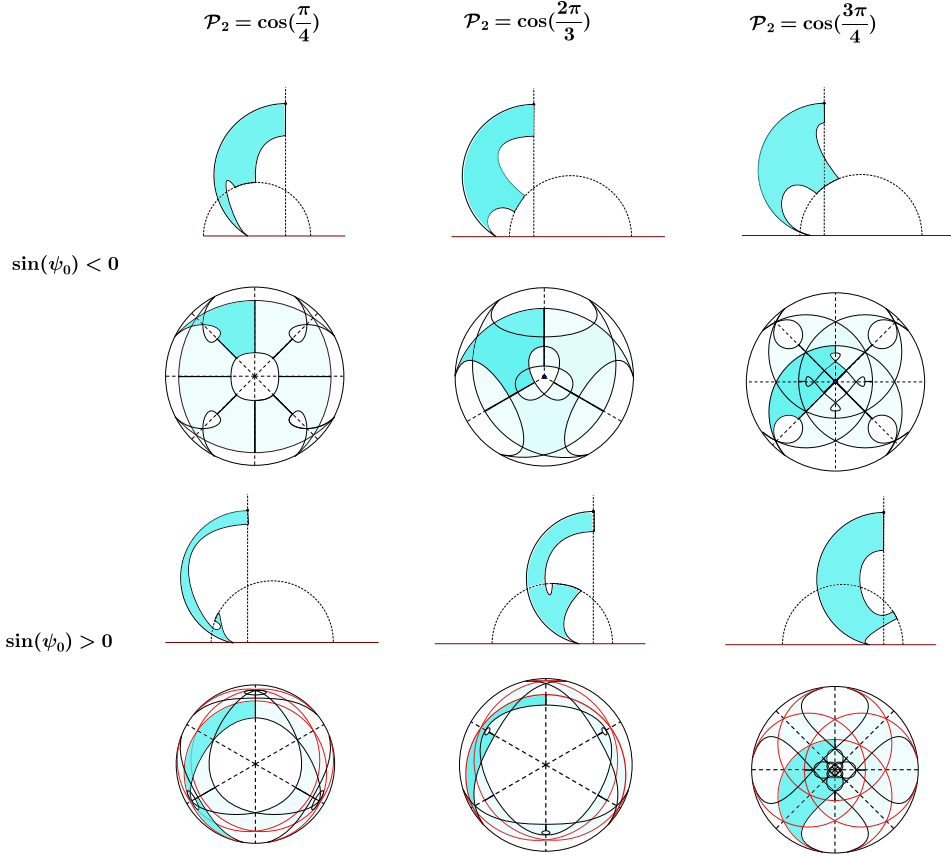 𝒫₂ = cos(π/4) 𝒫₂ = cos(2π/3) 𝒫₂ = cos(3π/4)
sin(ψ₀) < 0
sin(ψ₀) > 0